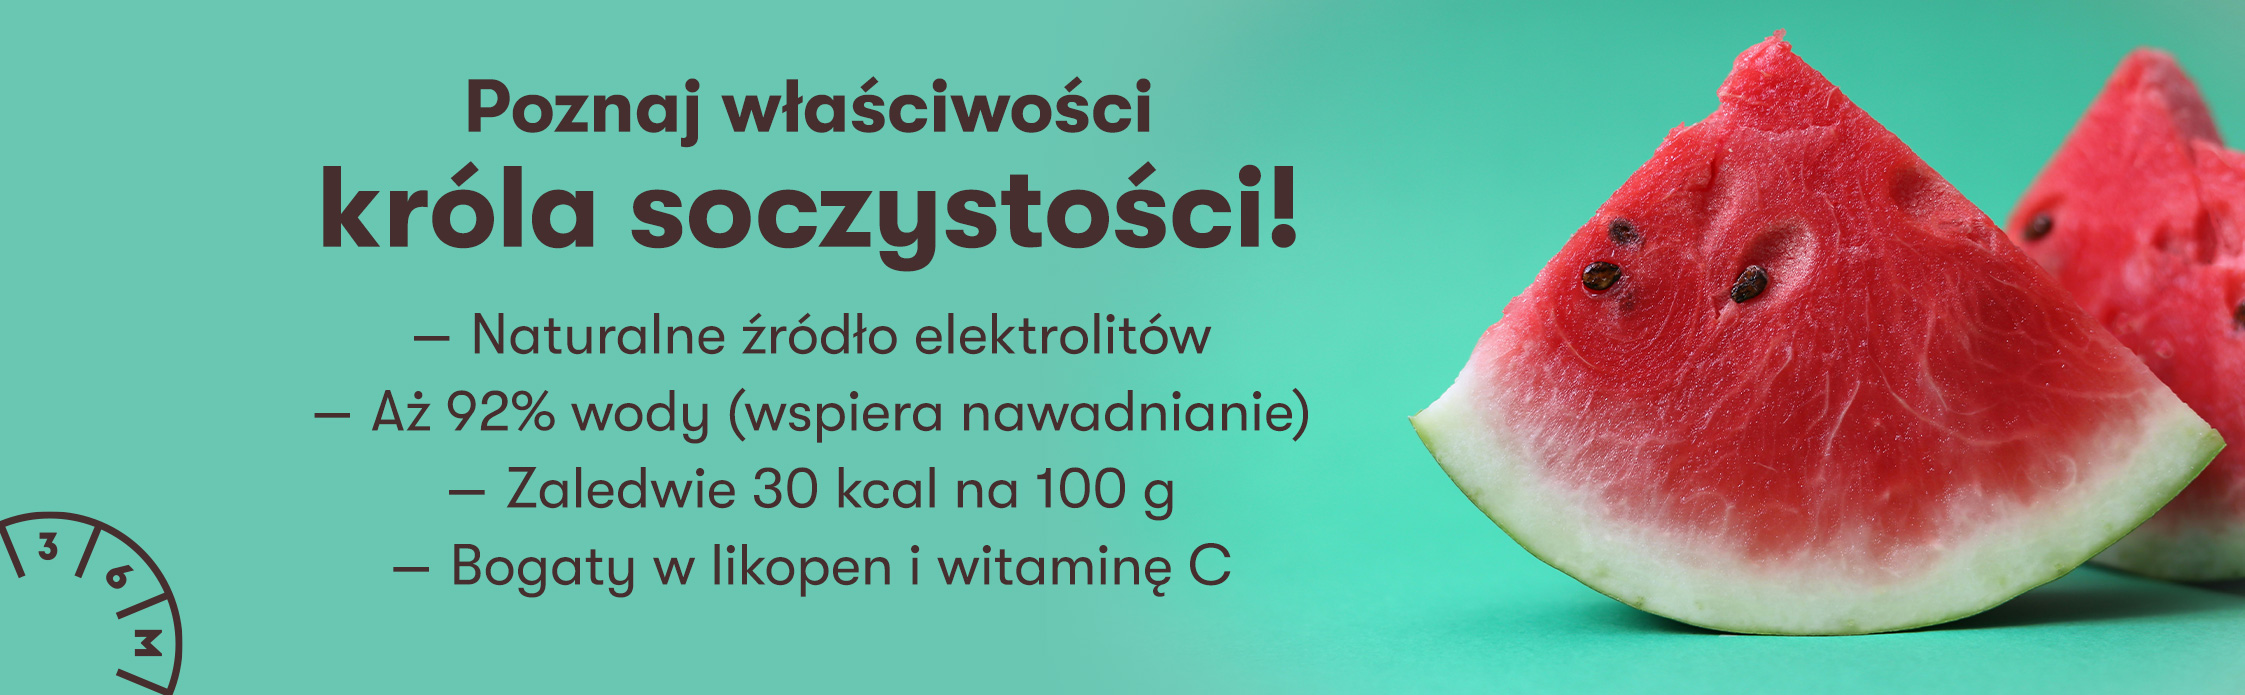 Poznaj właściwości
króla soczystości!
— Naturalne źródło elektrolitów
— Aż 92% wody (wspiera nawadnianie)
— Zaledwie 30 kcal na 100 g
— Bogaty w likopen i witaminę C
3
6
M